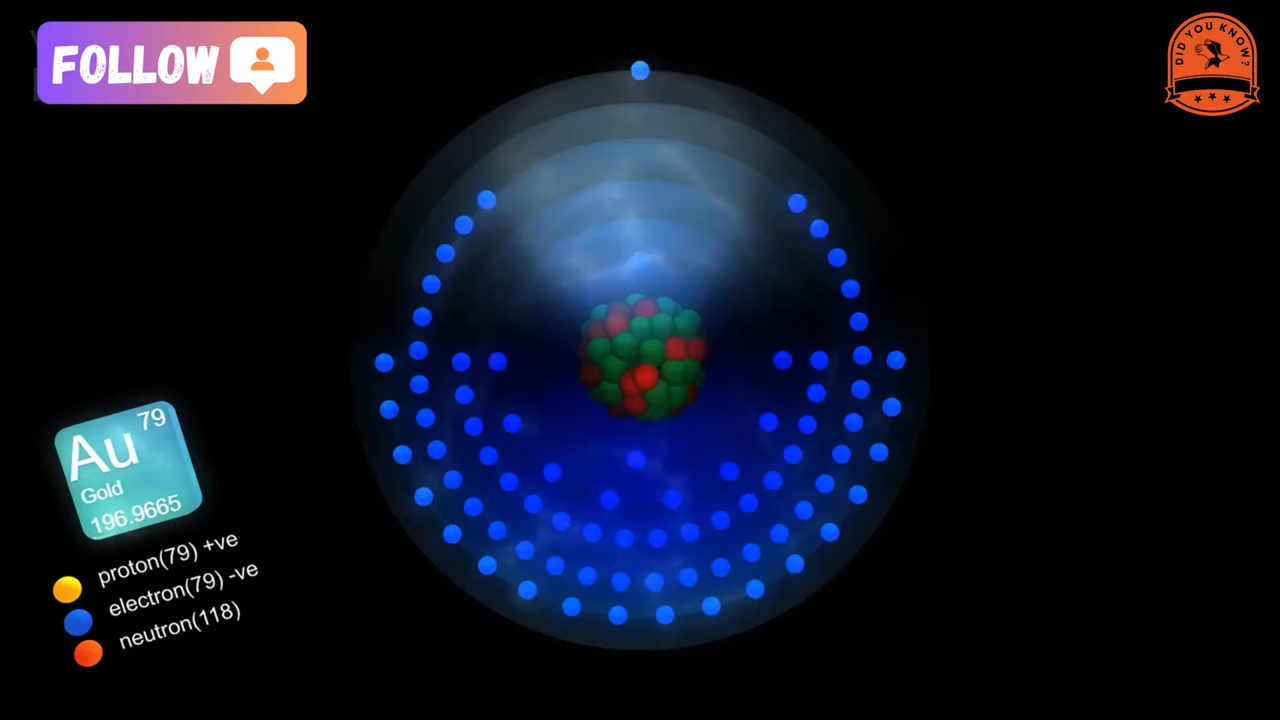 FOLLOW
DID YOU KNOW?
79
Au
Gold
196.9665
proton(79) +ve
electron(79) -ve
neutron(118)